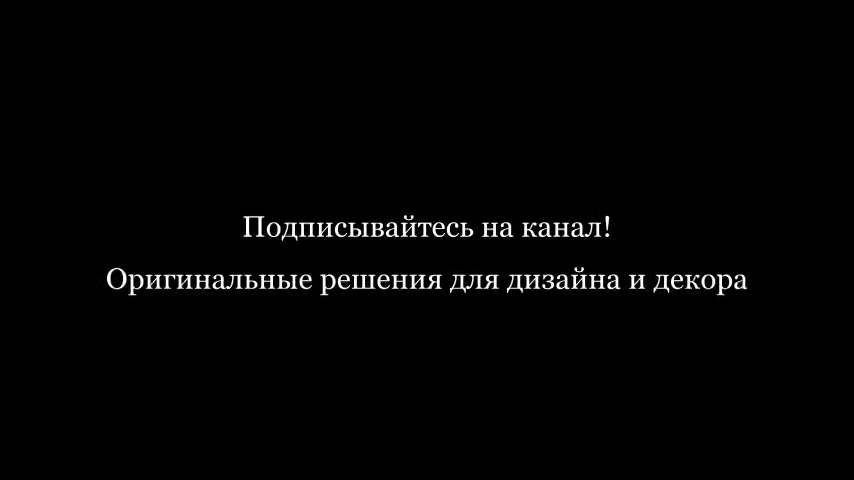 Подписывайтесь на канал!
Оригинальные решения для дизайна и декора